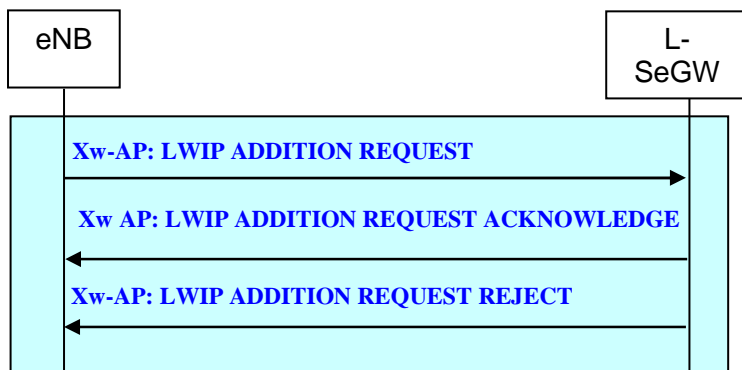 eNB
L-
SeGW
Xw-AP: LWIP ADDITION REQUEST
Xw AP: LWIP ADDITION REQUEST ACKNOWLEDGE
Xw-AP: LWIP ADDITION REQUEST REJECT